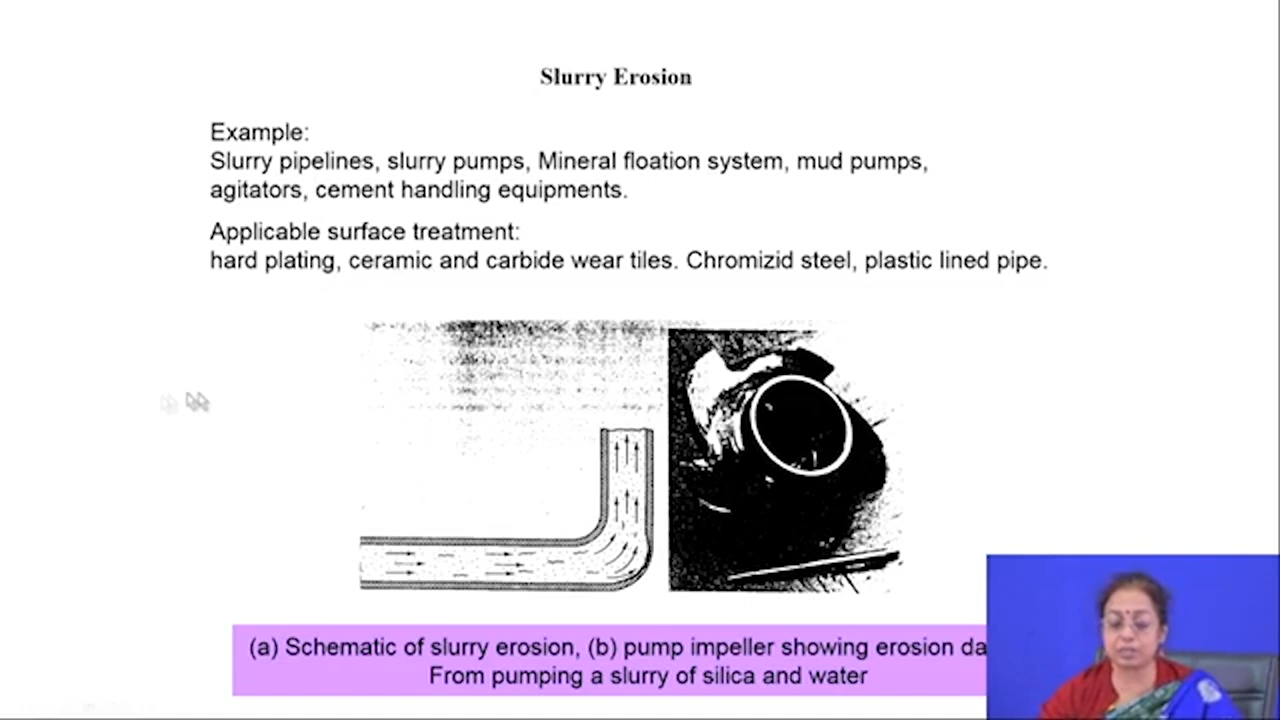 Slurry Erosion
Example:
Slurry pipelines, slurry pumps, Mineral floation system, mud pumps,
agitators, cement handling equipments.
Applicable surface treatment:
hard plating, ceramic and carbide wear tiles. Chromizid steel, plastic lined pipe.
(a) Schematic of slurry erosion, (b) pump impeller showing erosion da
From pumping a slurry of silica and water